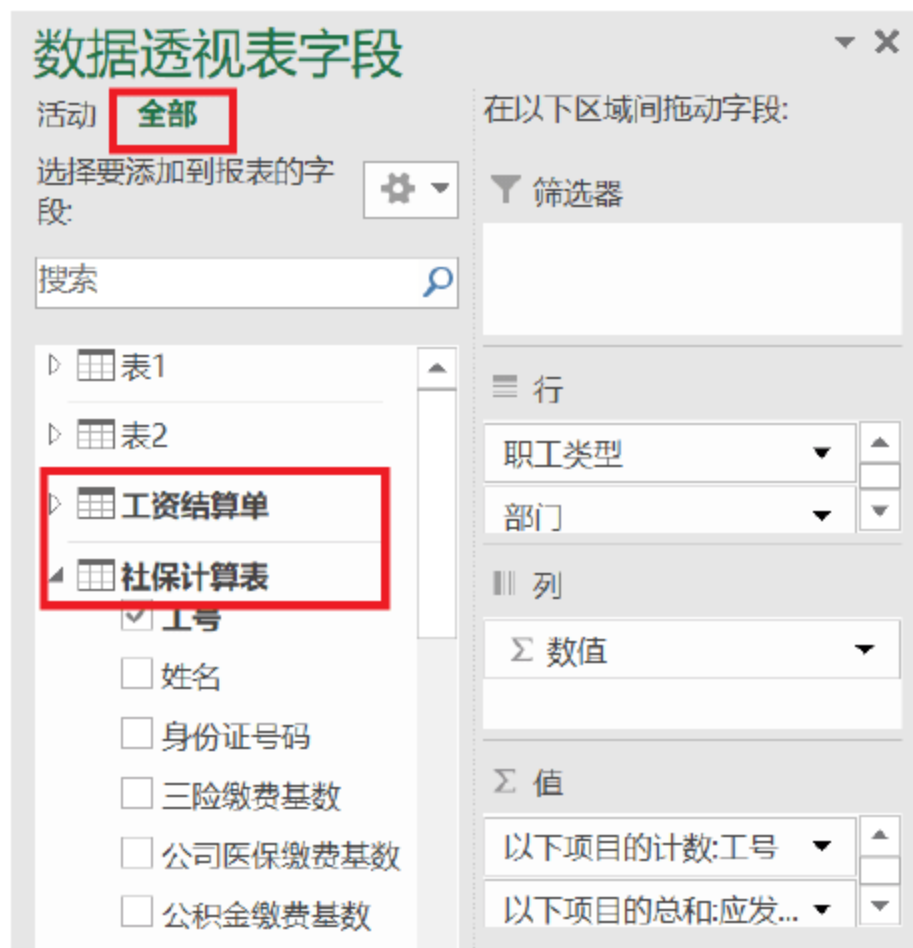 数据透视表字段
活动 全部
选择要添加到报表的字
段:
搜索
表1
表2
工资结算单
社保计算表
工号
姓名
身份证号码
三险缴费基数
公司医保缴费基数
公积金缴费基数
在以下区域间拖动字段:
筛选器
行
职工类型
部门
列
Σ 数值
Σ 值
以下项目的计数:工号
以下项目的总和:应发...